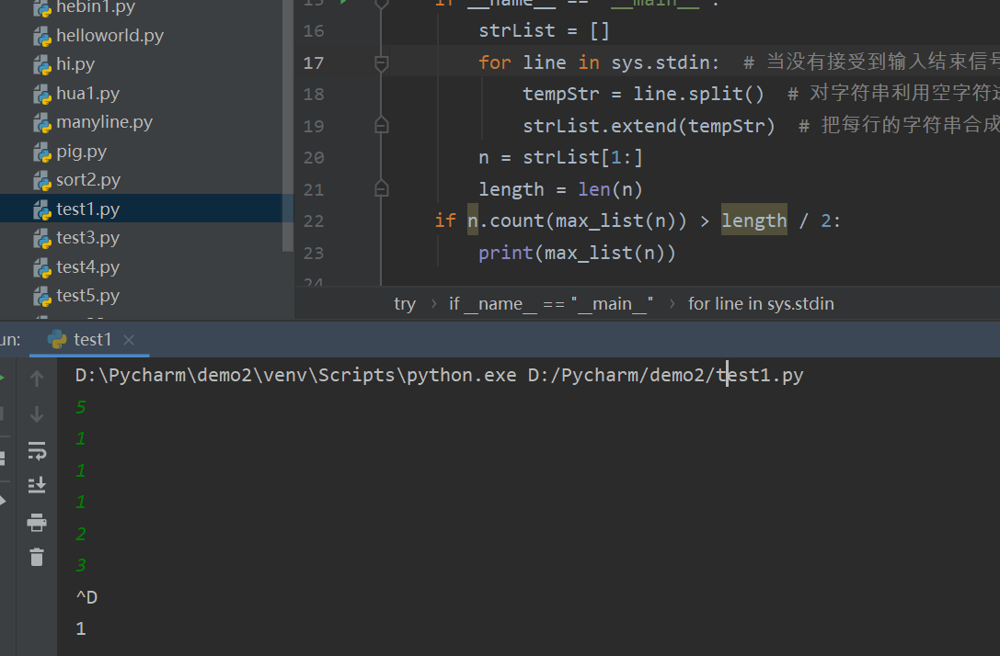 hebin1.py
helloworld.py
hi.py
hua1.py
manyline.py
pig.py
sort2.py
test1.py
test3.py
test4.py
test5.py
15 if __name__ == "__main__":
16 strList = []
17 for line in sys.stdin: # 当没有接受到输入结束信号
18 tempStr = line.split() # 对字符串利用空字符
19 strList.extend(tempStr) # 把每行的字符串合成
20 n = strList[1:]
21 length = len(n)
22 if n.count(max_list(n)) > length / 2:
23 print(max_list(n))
24
try › if __name__ == "__main__" › for line in sys.stdin
un: test1 ×
D:\Pycharm\demo2\venv\Scripts\python.exe D:/Pycharm/demo2/test1.py
5
1
1
1
2
3
^D
1